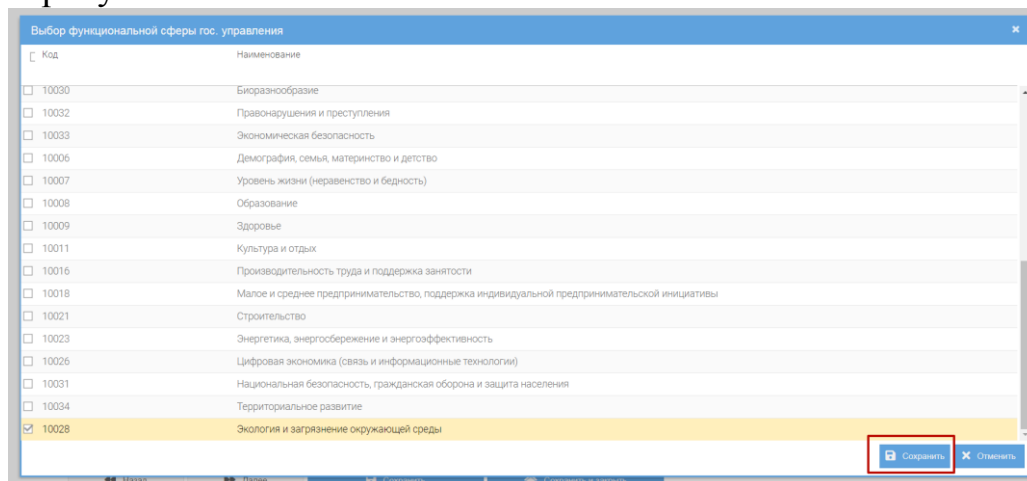 Выбор функциональной сферы гос. управления ×
Код Наименование
10030 Биоразнообразие
10032 Правонарушения и преступления
10033 Экономическая безопасность
10006 Демография, семья, материнство и детство
10007 Уровень жизни (неравенство и бедность)
10008 Образование
10009 Здоровье
10011 Культура и отдых
10016 Производительность труда и поддержка занятости
10018 Малое и среднее предпринимательство, поддержка индивидуальной предпринимательской инициативы
10021 Строительство
10023 Энергетика, энергосбережение и энергоэффективность
10026 Цифровая экономика (связь и информационные технологии)
10031 Национальная безопасность, гражданская оборона и защита населения
10034 Территориальное развитие
10028 Экология и загрязнение окружающей среды
Сохранить Отменить